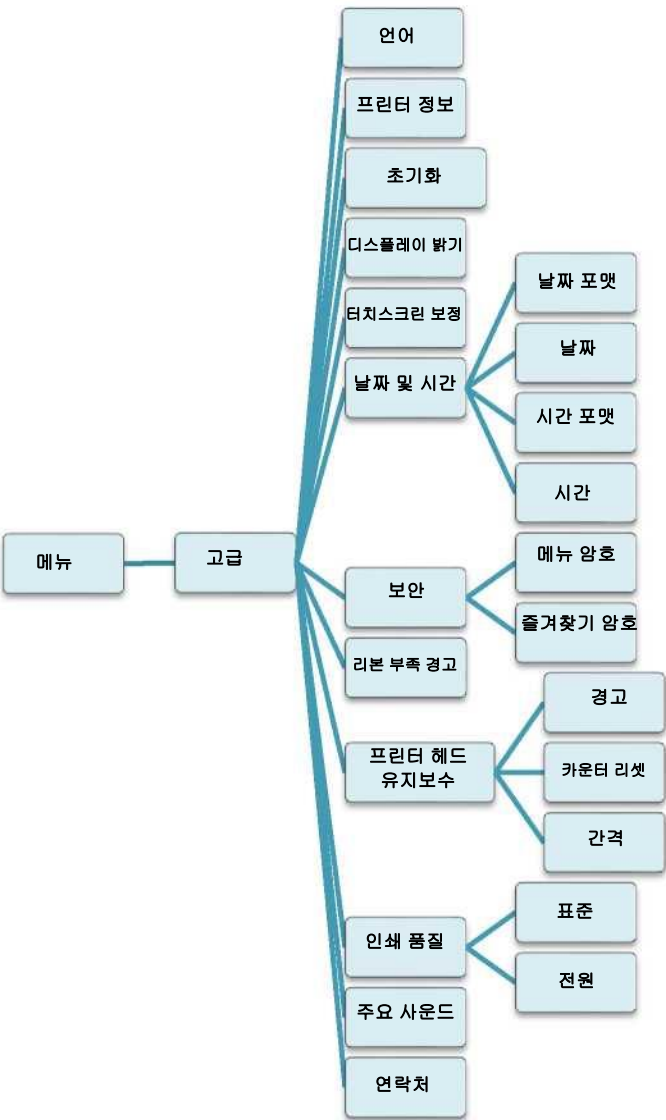 언어
프린터 정보
초기화
디스플레이 밝기
터치스크린 보정
날짜 및 시간
날짜 포맷
날짜
시간 포맷
시간
메뉴
고급
보안
메뉴 암호
즐겨찾기 암호
리본 부족 경고
프린터 헤드
유지보수
경고
카운터 리셋
간격
인쇄 품질
표준
전원
주요 사운드
연락처